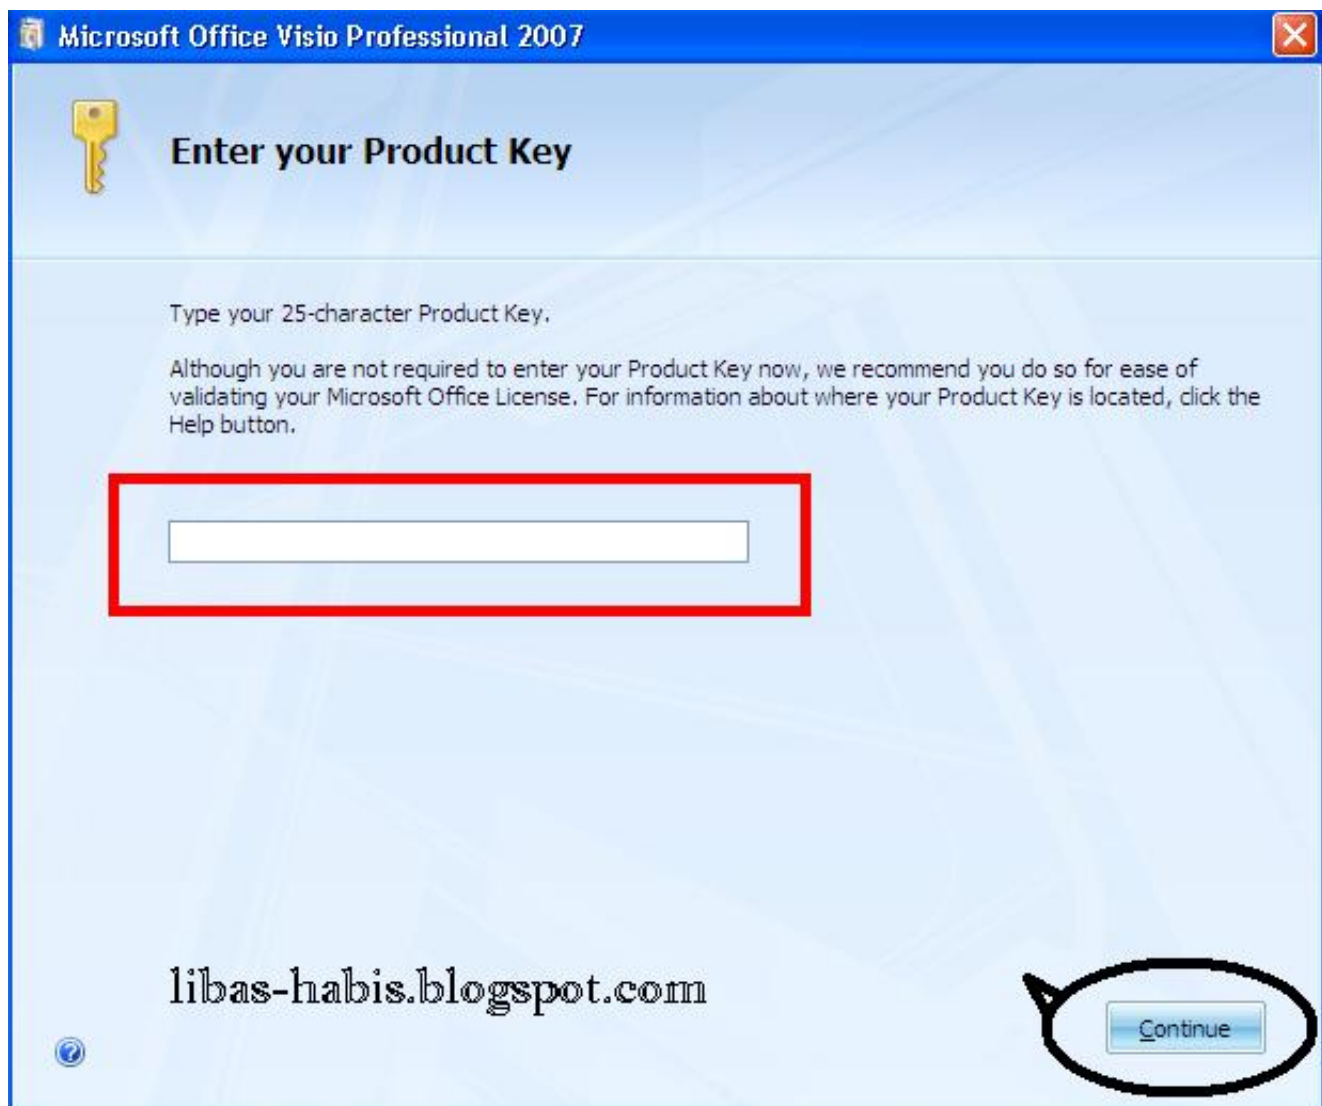 Microsoft Office Visio Professional 2007
Enter your Product Key
Type your 25-character Product Key.
Although you are not required to enter your Product Key now, we recommend you do so for ease of
validating your Microsoft Office License. For information about where your Product Key is located, click the
Help button.
libas-habis.blogspot.com
Continue